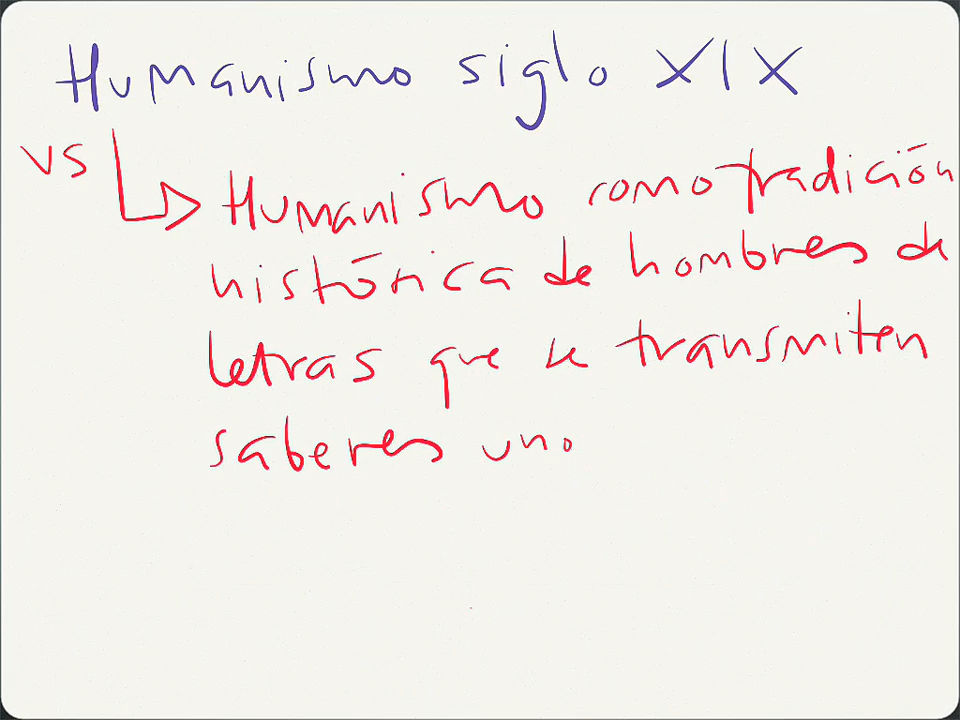 Humanismo siglo XIX
vs Humanismo como tradición
histórica de hombres de
letras que se transmiten
saberes uno